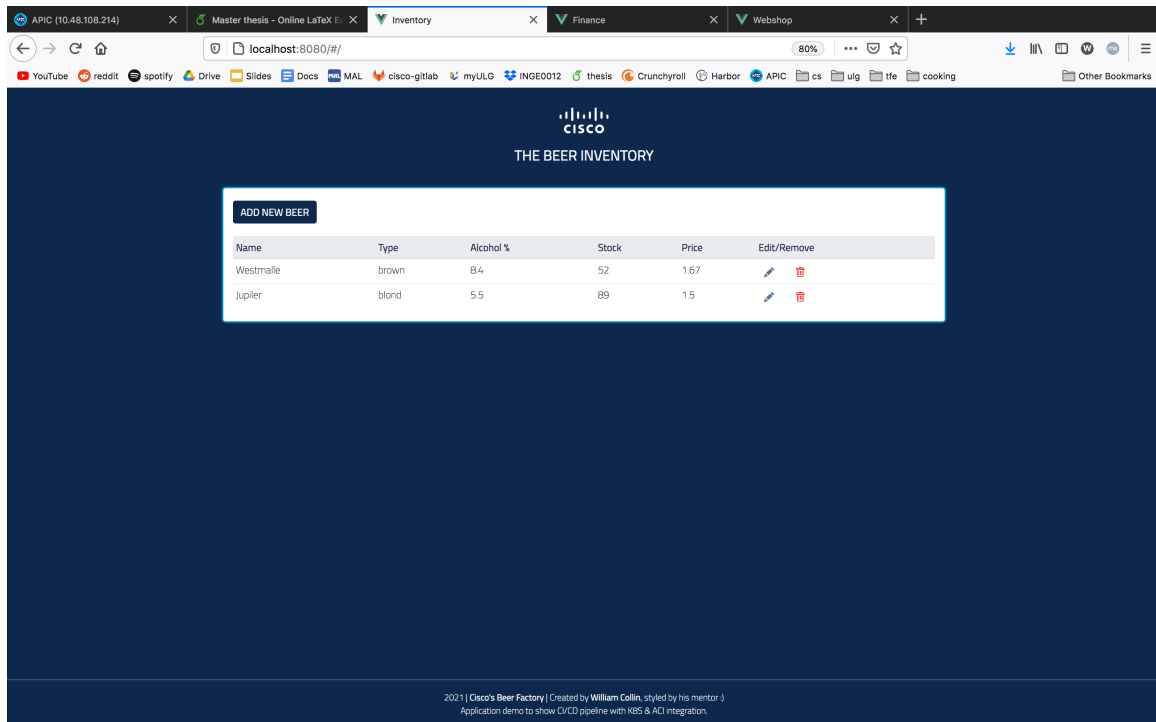 APIC (10.48.108.214)
Master thesis - Online LaTeX Ec
Inventory
Finance
Webshop
localhost:8080/#/
80%
YouTube reddit spotify Drive Slides Docs MAL MAL cisco-gitlab myULG INGE0012 thesis Crunchyroll Harbor APIC cs ulg tfe cooking Other Bookmarks
CISCO
THE BEER INVENTORY
ADD NEW BEER
Name Type Alcohol % Stock Price Edit/Remove
Westmalle brown 8.4 52 1.67
Jupiler blond 5.5 89 1.5
2021 | Cisco's Beer Factory | Created by William Collin, styled by his mentor :)
Application demo to show CI/CD pipeline with K8S & ACI integration.